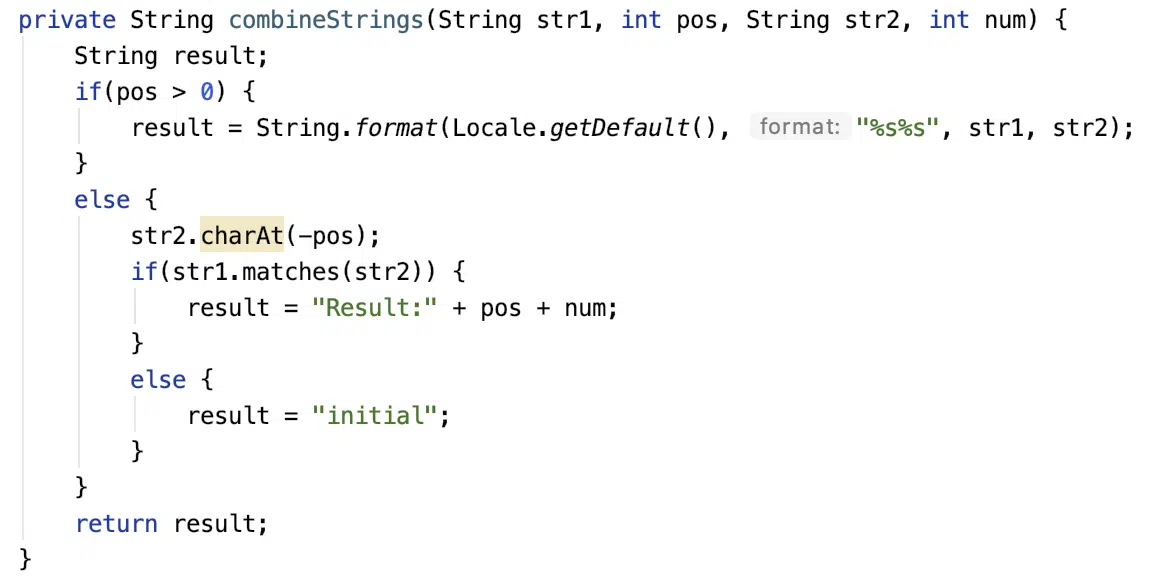 private String combineStrings(String str1, int pos, String str2, int num) {
    String result;
    if(pos > 0) {
        result = String.format(Locale.getDefault(), format: "%s%s", str1, str2);
    }
    else {
        str2.charAt(-pos);
        if(str1.matches(str2)) {
            result = "Result:" + pos + num;
        }
        else {
            result = "initial";
        }
    }
    return result;
}